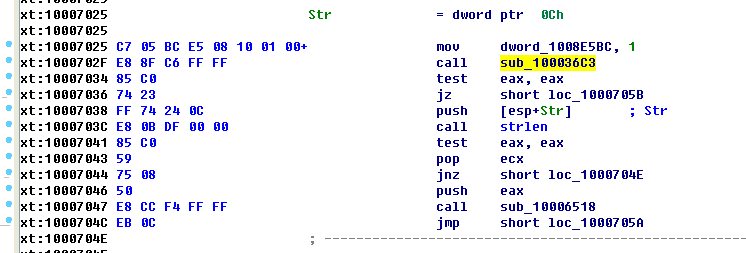 xt:10007025 Str = dword ptr 0Ch
xt:10007025
xt:10007025 C7 05 BC E5 08 10 01 00+ mov dword_1008E5BC, 1
xt:1000702F E8 8F C6 FF FF call sub_100036C3
xt:10007034 85 C0 test eax, eax
xt:10007036 74 23 jz short loc_1000705B
xt:10007038 FF 74 24 0C push [esp+Str] ; Str
xt:1000703C E8 0B DF 00 00 call strlen
xt:10007041 85 C0 test eax, eax
xt:10007043 59 pop ecx
xt:10007044 75 08 jnz short loc_1000704E
xt:10007046 50 push eax
xt:10007047 E8 CC F4 FF FF call sub_10006518
xt:1000704C EB 0C jmp short loc_1000705A
xt:1000704E ; ---------------------------------------------------------------